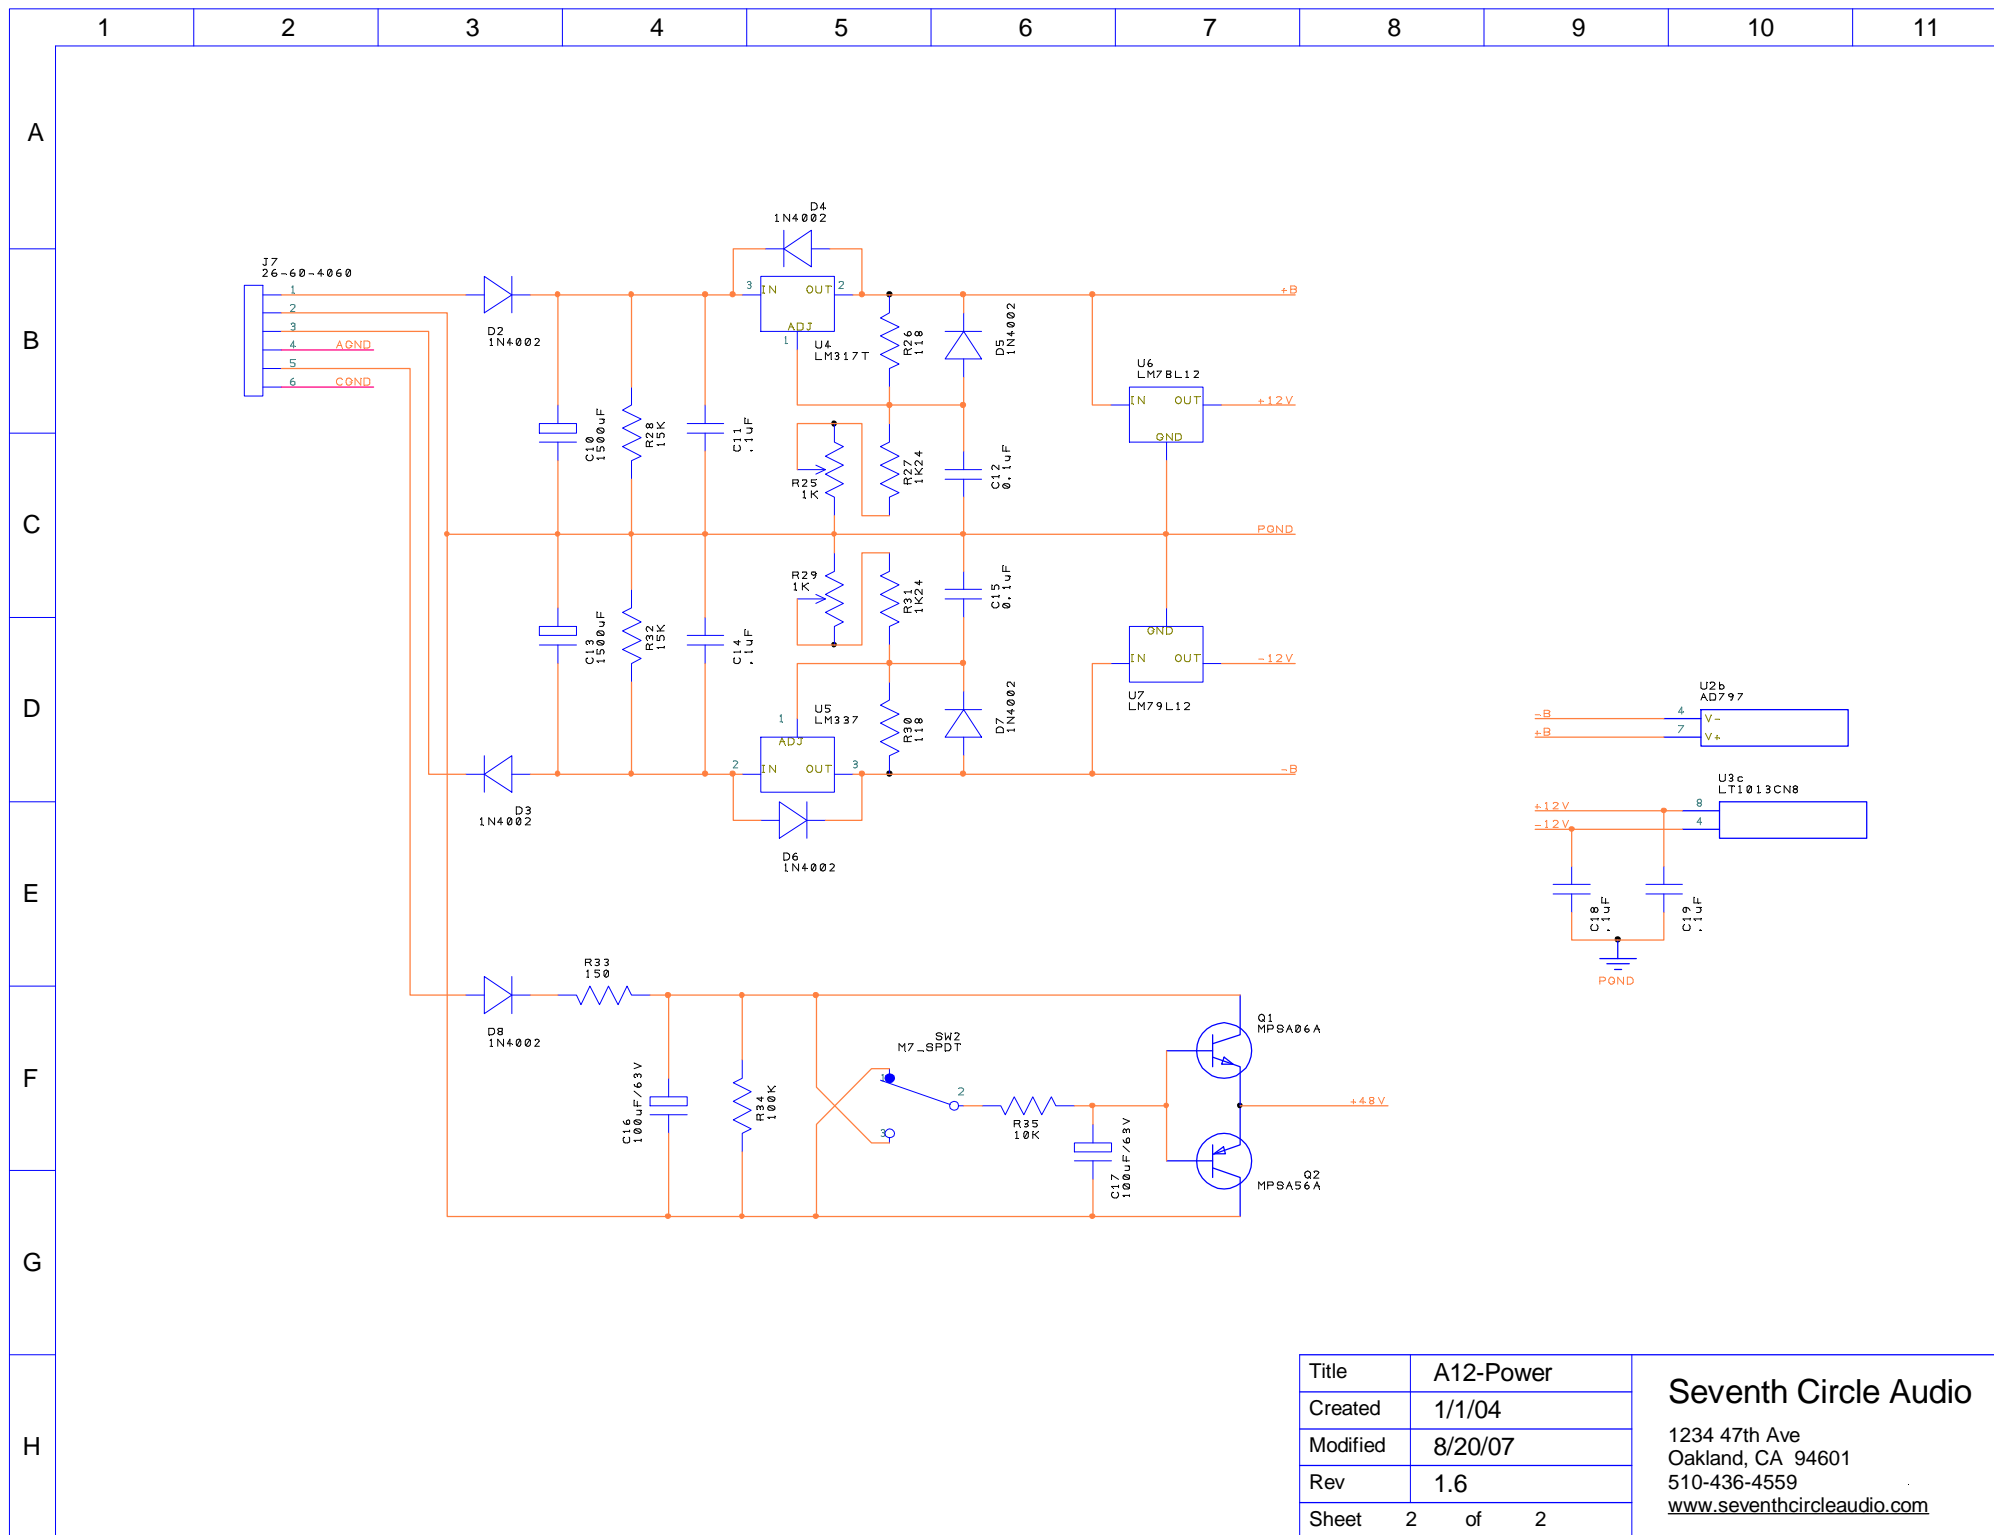 1 2 3 4 5 6 7 8 9 10 11
A
B
C
D
E
F
G
H
J7
26-60-4060
1
2
3
4 AGND
5
6 CGND
D2
1N4002
D4
1N4002
3 IN OUT 2
ADJ
1
U4
LM317T
R26
118
D5
1N4002
+B
U6
LM78L12
IN OUT
GND
+12V
C10
1500uF
R28
15K
C11
.1uF
R25
1K
R27
1K24
C12
0.1uF
PGND
R29
1K
R31
1K24
C15
0.1uF
C13
1500uF
R32
15K
C14
.1uF
GND
IN OUT
-12V
U7
LM79L12
U5
LM337
1
ADJ
2 IN OUT 3
R30
118
D7
1N4002
-B
D3
1N4002
D6
1N4002
U2b
AD797
-B 4 V-
+B 7 V+
U3c
LT1013CN8
+12V 8
-12V 4
C18
.1uF
C19
.1uF
PGND
D8
1N4002
R33
150
C16
100uF/63V
R34
100K
SW2
M7_SPDT
1
2
3
R35
10K
C17
100uF/63V
Q1
MPSA06A
+48V
Q2
MPSA56A
Title A12-Power
Created 1/1/04
Modified 8/20/07
Rev 1.6
Sheet 2 of 2
Seventh Circle Audio
1234 47th Ave
Oakland, CA 94601
510-436-4559
www.seventhcircleaudio.com